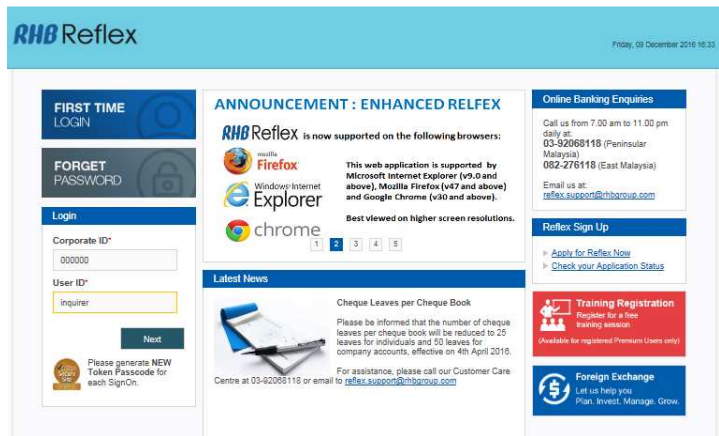 RHB Reflex
Friday, 09 December 2016 16:33
FIRST TIME
LOGIN
FORGET
PASSWORD
Login
Corporate ID*
000000
User ID*
inquirer
Next
Please generate NEW
Token Passcode for
each SignOn.
ANNOUNCEMENT : ENHANCED RELFEX
RHB Reflex is now supported on the following browsers:
mozilla
Firefox
Windows Internet
Explorer
chrome
This web application is supported by
Microsoft Internet Explorer (v9.0 and
above), Mozilla Firefox (v47 and above)
and Google Chrome (v30 and above).
Best viewed on higher screen resolutions.
1 2 3 4 5
Latest News
Cheque Leaves per Cheque Book
Please be informed that the number of cheque
leaves per cheque book will be reduced to 25
leaves for individuals and 50 leaves for
company accounts, effective on 4th April 2016.
For assistance, please call our Customer Care
Centre at 03-92068118 or email to reflex.support@rhbgroup.com
Online Banking Enquiries
Call us from 7.00 am to 11.00 pm
daily at:
03-92068118 (Peninsular
Malaysia)
082-276118 (East Malaysia)
Email us at:
reflex.support@rhbgroup.com
Reflex Sign Up
Apply for Reflex Now
Check your Application Status
Training Registration
Register for a free
training session
(Available for registered Premium Users only)
Foreign Exchange
Let us help you
Plan. Invest. Manage. Grow.